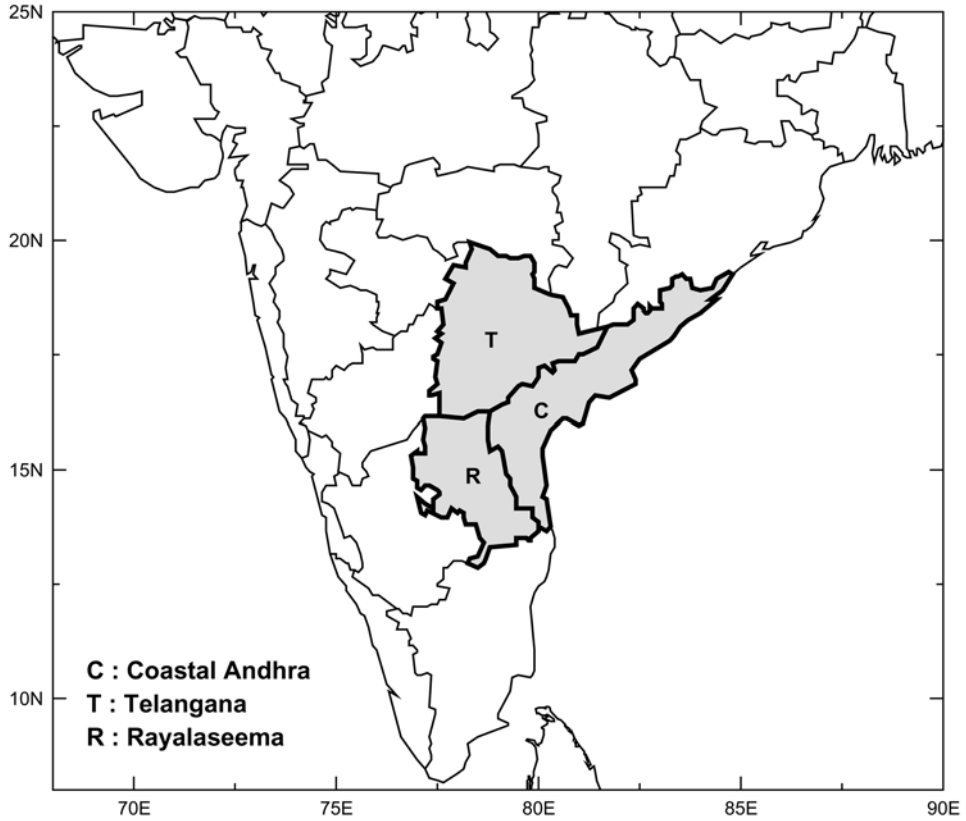 25N
20N
T
C
15N
R
C : Coastal Andhra
T : Telangana
10N
R : Rayalaseema
70E 75E 80E 85E 90E